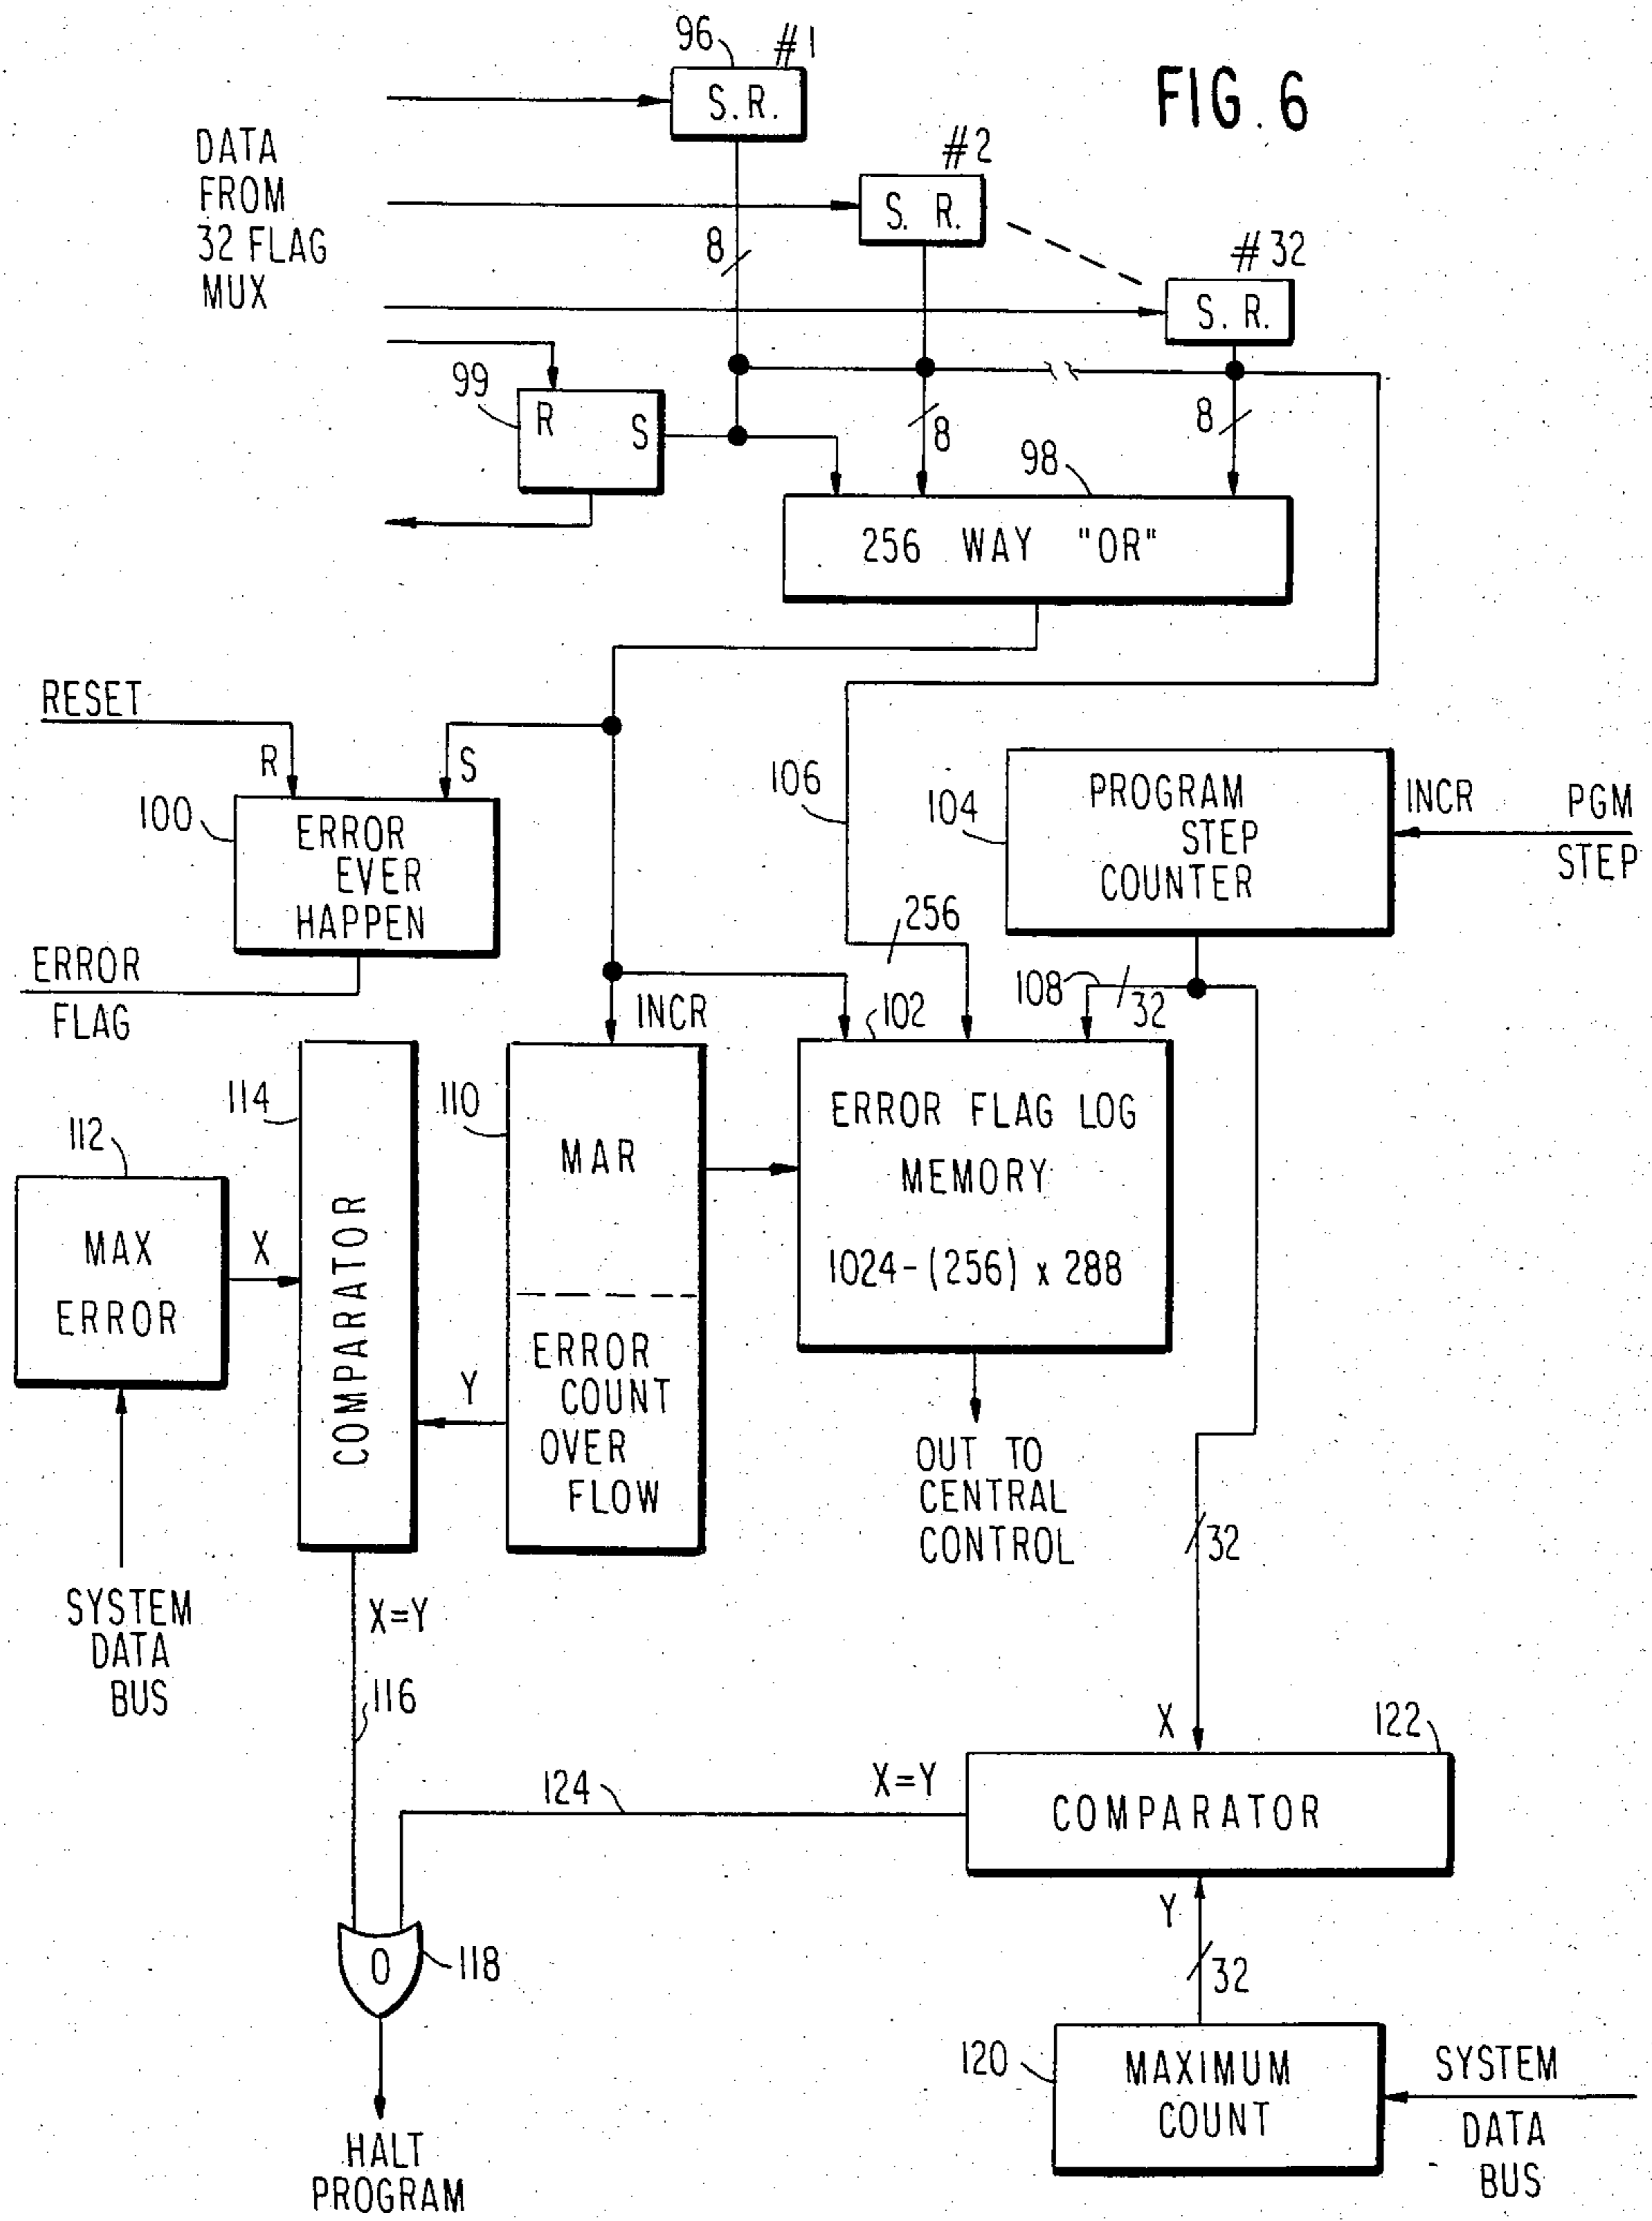 FIG. 6
96
#1
S.R.
#2
S. R.
#32
S. R.
DATA
FROM
32 FLAG
MUX
8
99
R
S
8
8
98
256 WAY "OR"
RESET
R
S
100
ERROR
EVER
HAPPEN
ERROR
FLAG
106
104
PROGRAM
STEP
COUNTER
INCR
PGM
STEP
256
108
32
INCR
102
114
110
112
MAX
ERROR
X
COMPARATOR
MAR
ERROR
COUNT
OVER
FLOW
Y
ERROR FLAG LOG
MEMORY
1024-(256) x 288
OUT TO
CENTRAL
CONTROL
32
SYSTEM
DATA
BUS
X=Y
116
X
122
124
X=Y
COMPARATOR
Y
32
O
118
120
MAXIMUM
COUNT
SYSTEM
DATA
BUS
HALT
PROGRAM